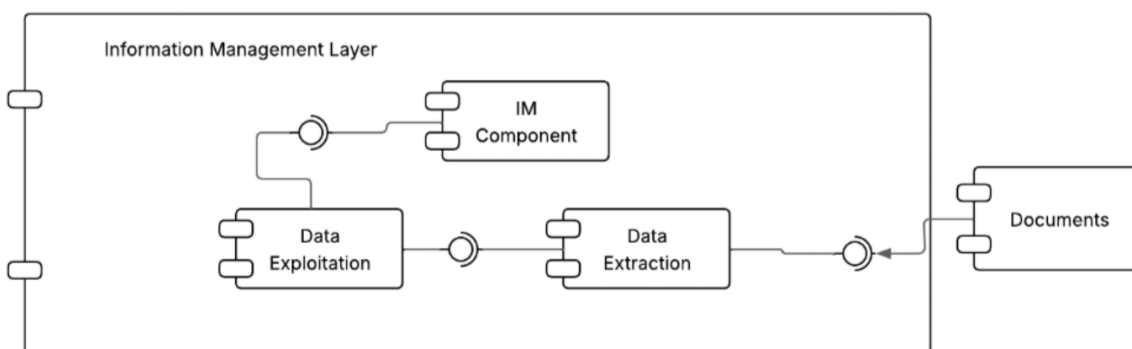 Information Management Layer
IM
Component
Data
Exploitation
Data
Extraction
Documents